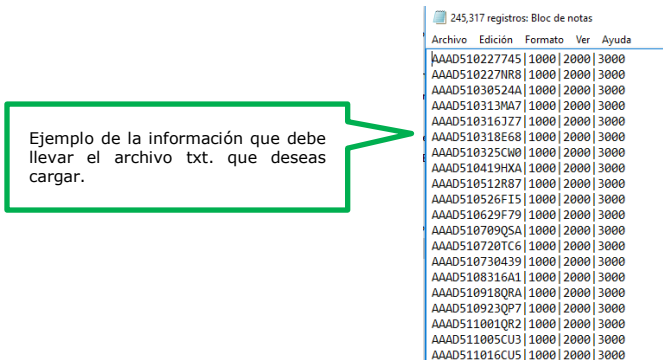 245,317 registros: Bloc de notas
Archivo Edición Formato Ver Ayuda
AAAD510227745|1000|2000|3000
AAAD510227NR8|1000|2000|3000
AAAD51030524A|1000|2000|3000
AAAD510313MA7|1000|2000|3000
AAAD510316JZ7|1000|2000|3000
AAAD510318E68|1000|2000|3000
AAAD510325CW0|1000|2000|3000
AAAD510419HXA|1000|2000|3000
AAAD510512R87|1000|2000|3000
AAAD510526FI5|1000|2000|3000
AAAD510629F79|1000|2000|3000
AAAD510709QSA|1000|2000|3000
AAAD510720TC6|1000|2000|3000
AAAD510730439|1000|2000|3000
AAAD5108316A1|1000|2000|3000
AAAD510918QRA|1000|2000|3000
AAAD510923QP7|1000|2000|3000
AAAD511001QR2|1000|2000|3000
AAAD511005CU3|1000|2000|3000
AAAD511016CU5|1000|2000|3000
Ejemplo de la información que debe
llevar el archivo txt. que deseas
cargar.